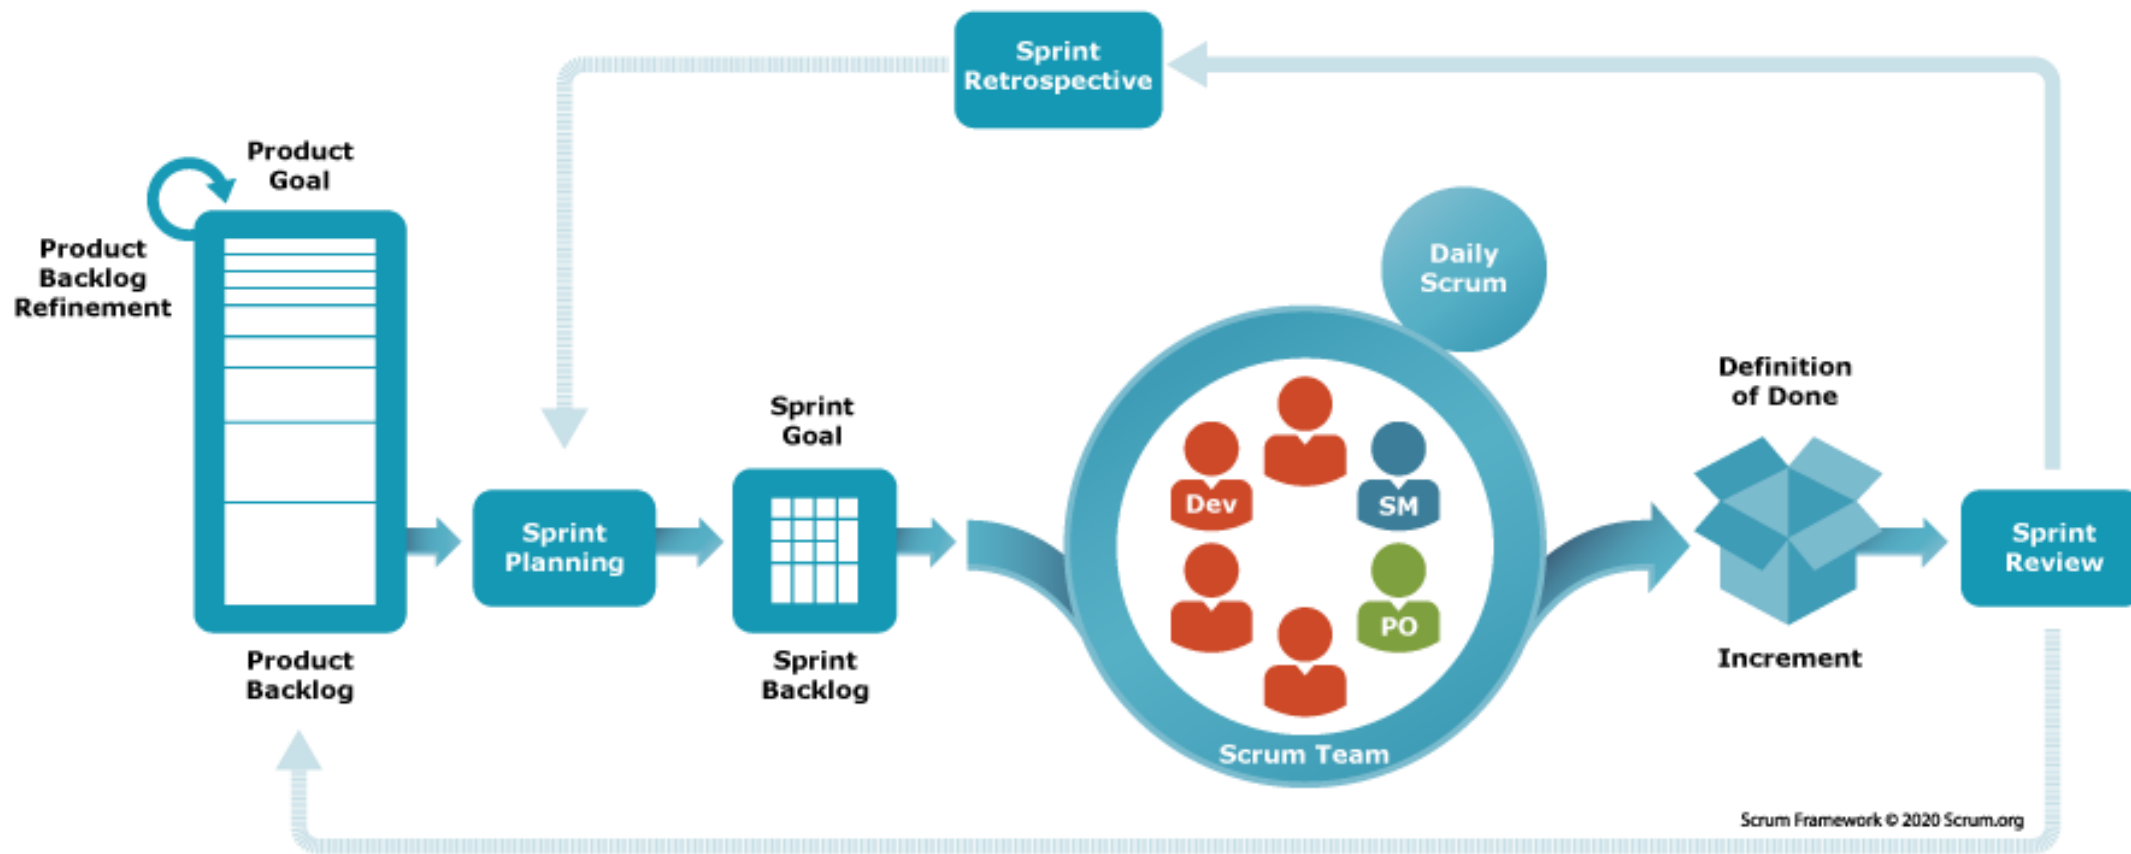 Sprint
Retrospective
Product
Goal
Product
Backlog
Refinement
Product
Backlog
Sprint
Planning
Sprint
Goal
Sprint
Backlog
Daily
Scrum
Dev
SM
PO
Scrum Team
Definition
of Done
Increment
Sprint
Review
Scrum Framework © 2020 Scrum.org